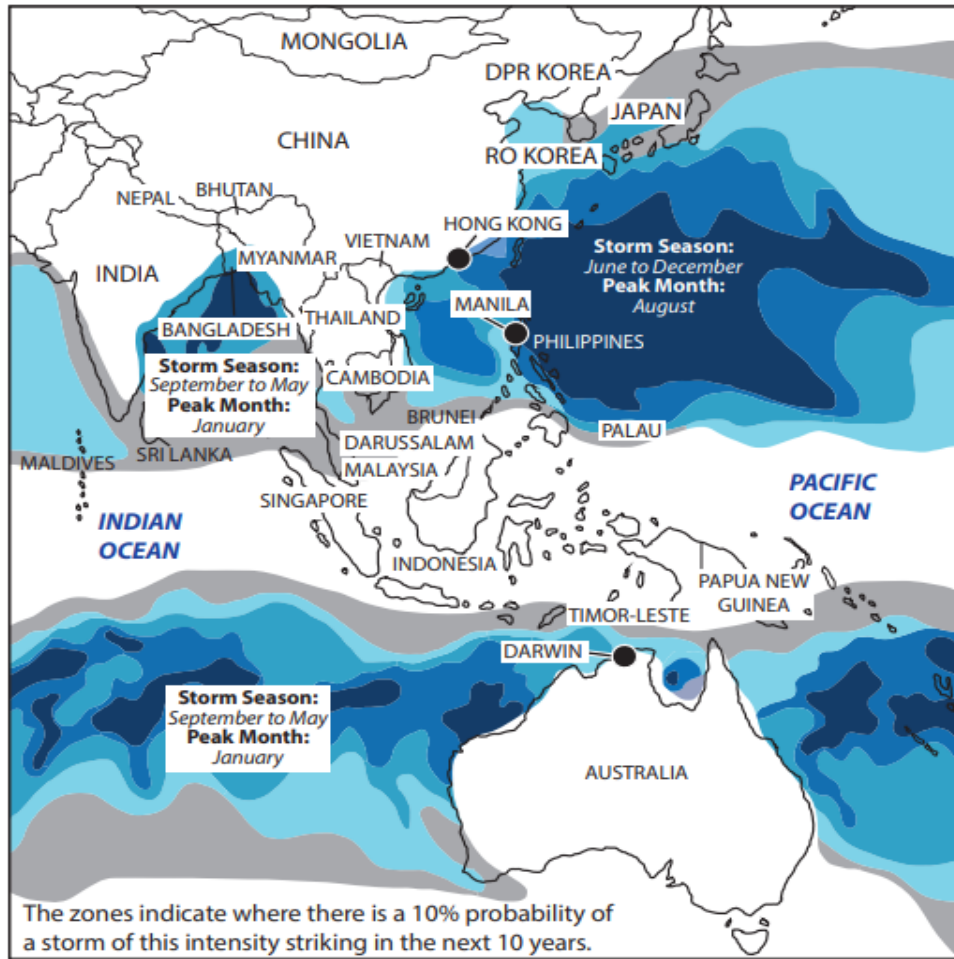 MONGOLIA
DPR KOREA
JAPAN
CHINA
RO KOREA
BHUTAN
NEPAL
HONG KONG
VIETNAM
MYANMAR
INDIA
Storm Season:
June to December
Peak Month:
August
MANILA
THAILAND
BANGLADESH
PHILIPPINES
Storm Season:
September to May
Peak Month:
January
CAMBODIA
BRUNEI
DARUSSALAM
PALAU
SRI LANKA
MALDIVES
MALAYSIA
SINGAPORE
PACIFIC
OCEAN
INDIAN
OCEAN
INDONESIA
PAPUA NEW
GUINEA
TIMOR-LESTE
DARWIN
Storm Season:
September to May
Peak Month:
January
AUSTRALIA
The zones indicate where there is a 10% probability of
a storm of this intensity striking in the next 10 years.